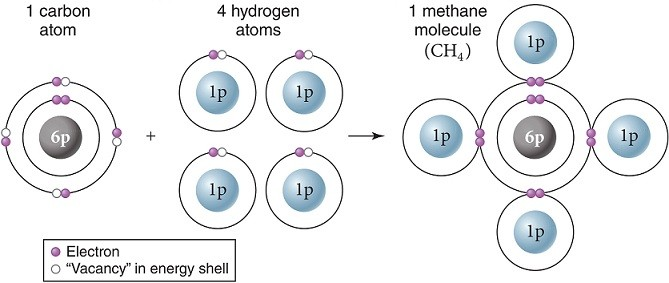 1 carbon
atom
4 hydrogen
atoms
1 methane
molecule
(CH₄)
6p
+
1p
1p
1p
1p
1p
1p
6p
1p
1p
Electron
"Vacancy" in energy shell